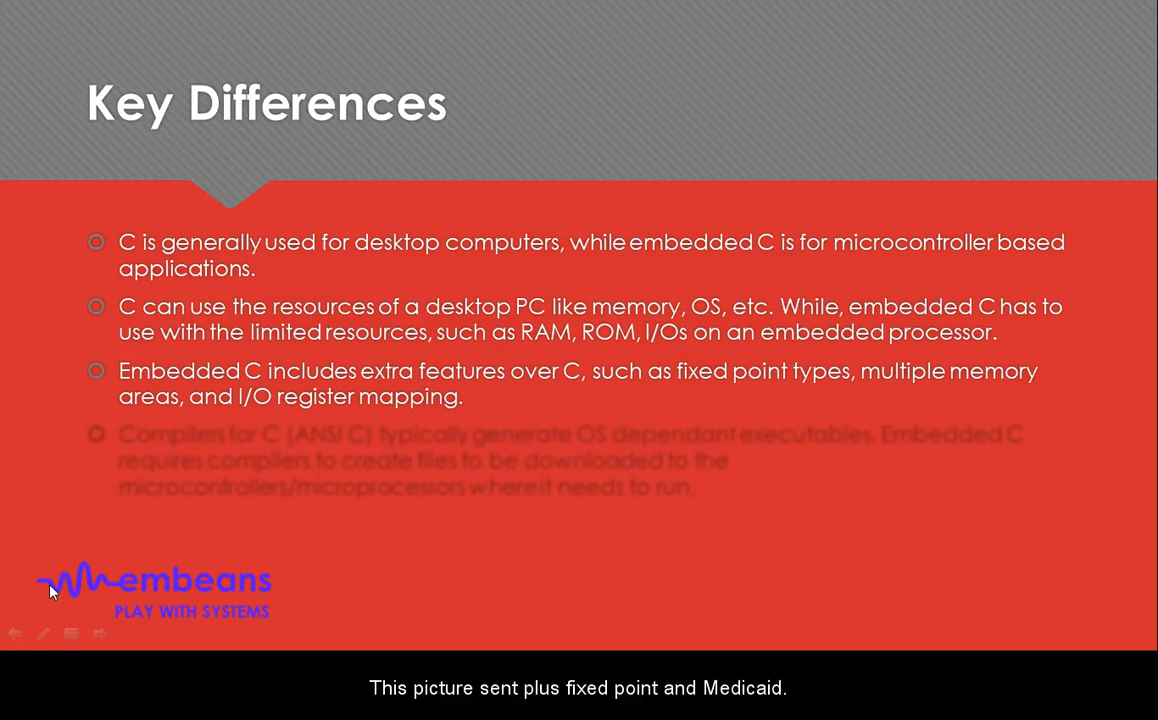 Key Differences
C is generally used for desktop computers, while embedded C is for microcontroller based
applications.
C can use the resources of a desktop PC like memory, OS, etc. While, embedded C has to
use with the limited resources, such as RAM, ROM, I/Os on an embedded processor.
Embedded C includes extra features over C, such as fixed point types, multiple memory
areas, and I/O register mapping.
Compilers for C (ANSI C) typically generate OS dependant executables. Embedded C
requires compilers to create files to be downloaded to the
microcontrollers/microprocessors where it needs to run.
embeans
PLAY WITH SYSTEMS
This picture sent plus fixed point and Medicaid.